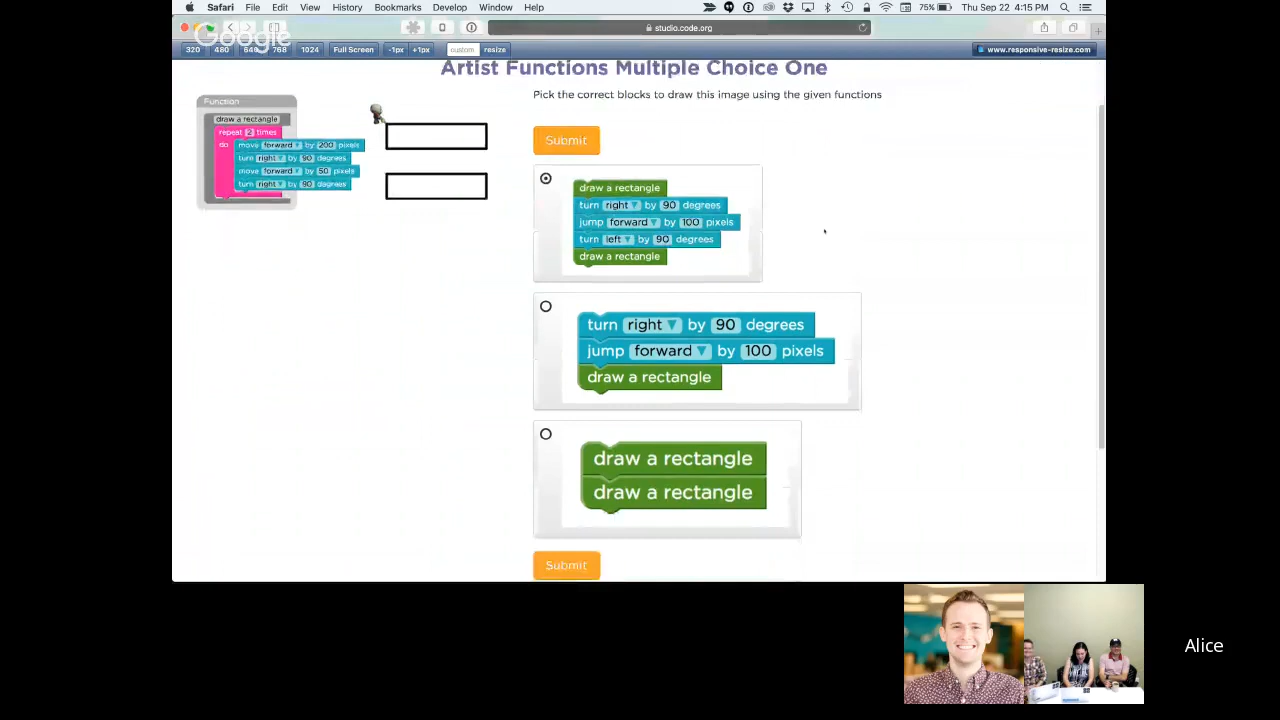 Safari File Edit View History Bookmarks Develop Window Help 75% Thu Sep 22 4:15 PM
Google
studio.code.org
320 480 640 768 1024 Full Screen -1px +1px custom resize www.responsive-resize.com
Artist Functions Multiple Choice One
Pick the correct blocks to draw this image using the given functions
Function
draw a rectangle
repeat 2 times
do move forward by 200 pixels
turn right by 90 degrees
move forward by 50 pixels
turn right by 90 degrees
Submit
draw a rectangle
turn right by 90 degrees
jump forward by 100 pixels
turn left by 90 degrees
draw a rectangle
turn right by 90 degrees
jump forward by 100 pixels
draw a rectangle
draw a rectangle
draw a rectangle
Submit
Alice